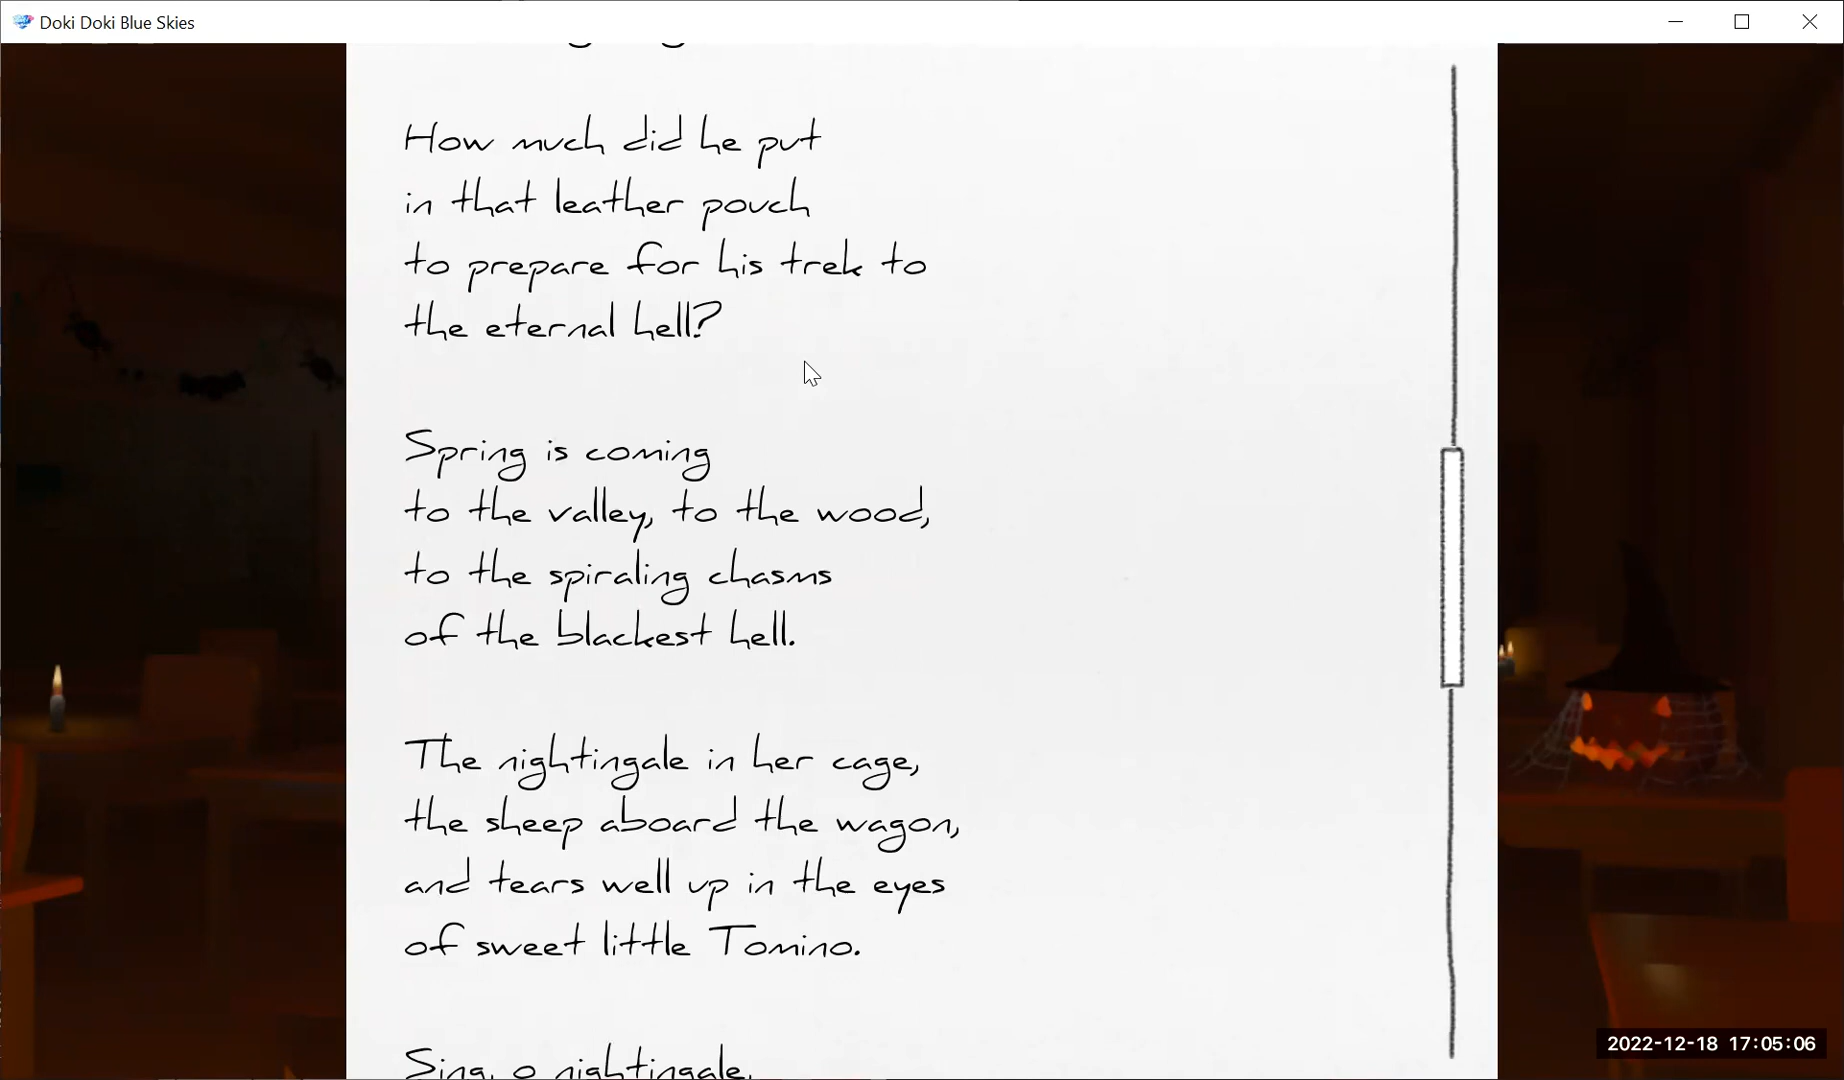 Doki Doki Blue Skies
How much did he put
in that leather pouch
to prepare for his trek to
the eternal hell?
Spring is coming
to the valley, to the wood,
to the spiraling chasms
of the blackest hell.
The nightingale in her cage,
the sheep aboard the wagon,
and tears well up in the eyes
of sweet little Tomino.
Sing, o nightingale,
2022-12-18 17:05:06